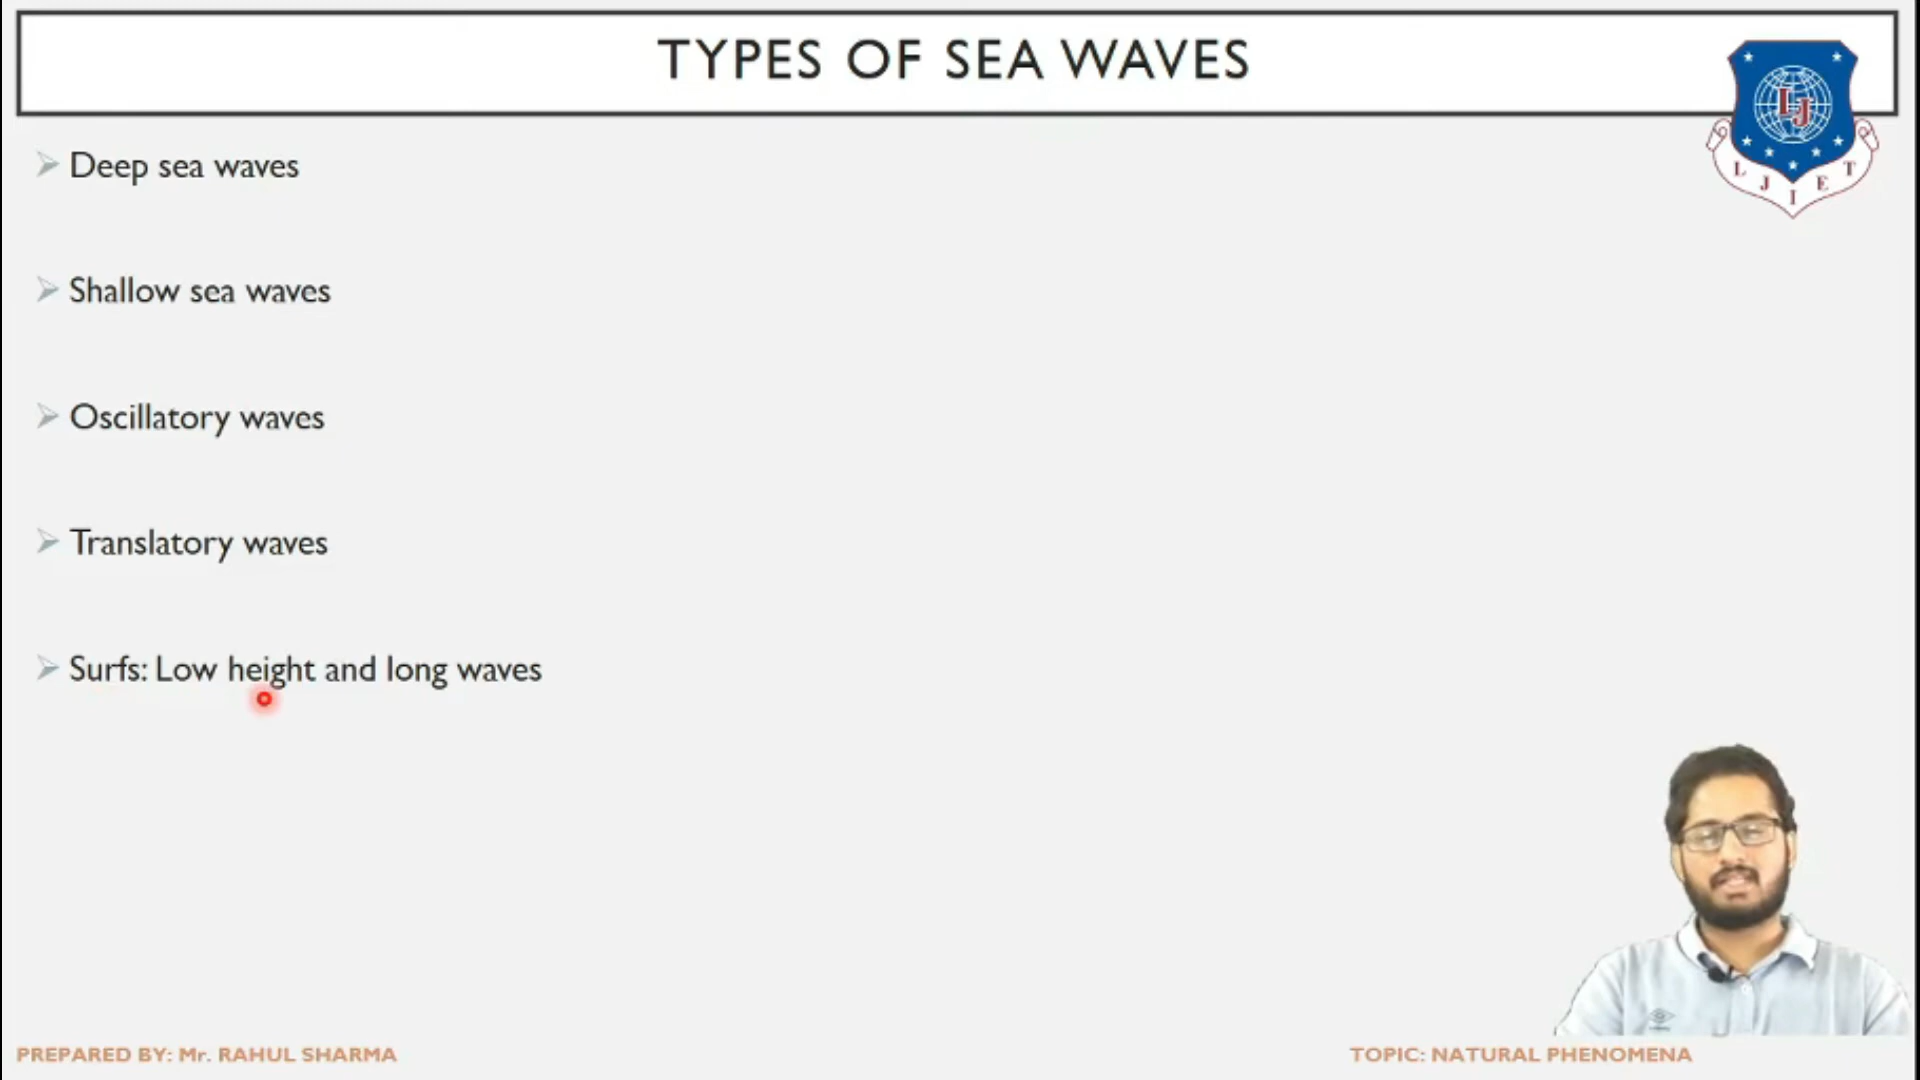 TYPES OF SEA WAVES
LJ
L J I E T
Deep sea waves
Shallow sea waves
Oscillatory waves
Translatory waves
Surfs: Low height and long waves
PREPARED BY: Mr. RAHUL SHARMA
TOPIC: NATURAL PHENOMENA